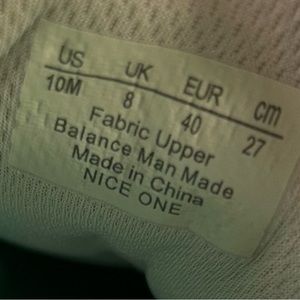 US UK EUR cm
10M 8 40 27
Fabric Upper
Balance Man Made
Made in China
NICE ONE